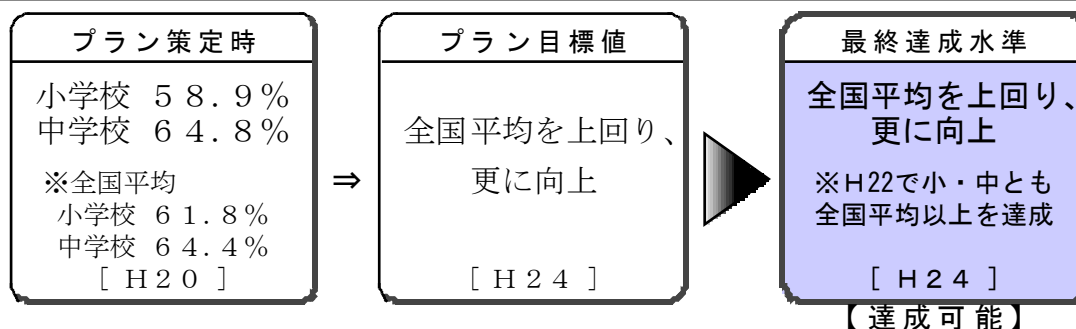 プラン策定時
小学校 ５８.９％
中学校 ６４.８％
※全国平均
小学校 ６１.８％
中学校 ６４.４％
[ Ｈ２０ ]
⇒
プラン目標値
全国平均を上回り、
更に向上
[ Ｈ２４ ]
最終達成水準
全国平均を上回り、
更に向上
※Ｈ22で小・中とも
全国平均以上を達成
[ Ｈ２４ ]
【達成可能】